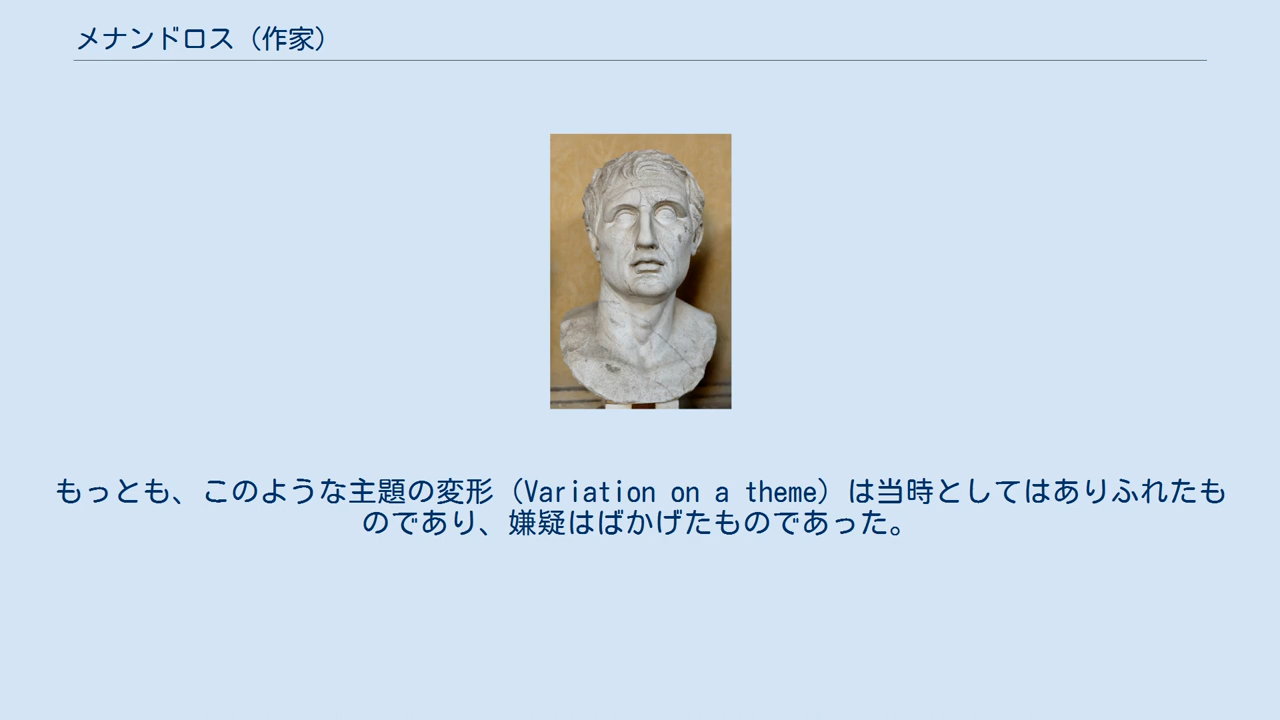 メナンドロス（作家）
もっとも、このような主題の変形（Variation on a theme）は当時としてはありふれたも
のであり、嫌疑はばかげたものであった。